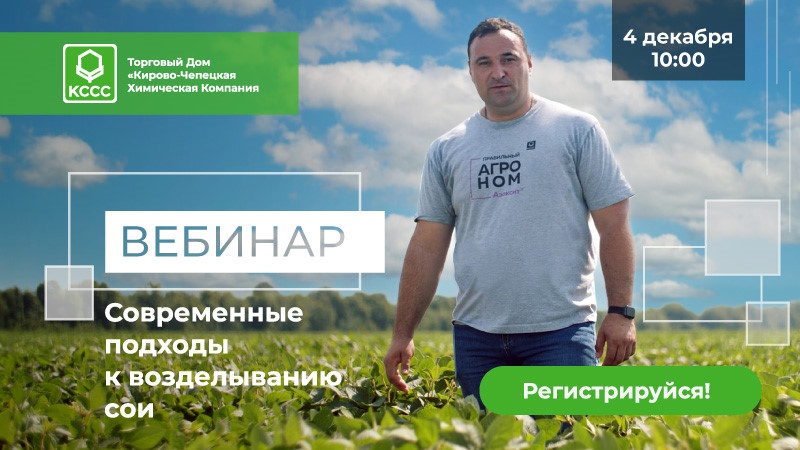 КССС
Торговый Дом
«Кирово-Чепецкая
Химическая Компания
4 декабря
10:00
ПРАВИЛЬНЫЙ
АГРО
НОМ
ВЕБИНАР
Современные
подходы
к возделыванию
сои
Регистрируйся!